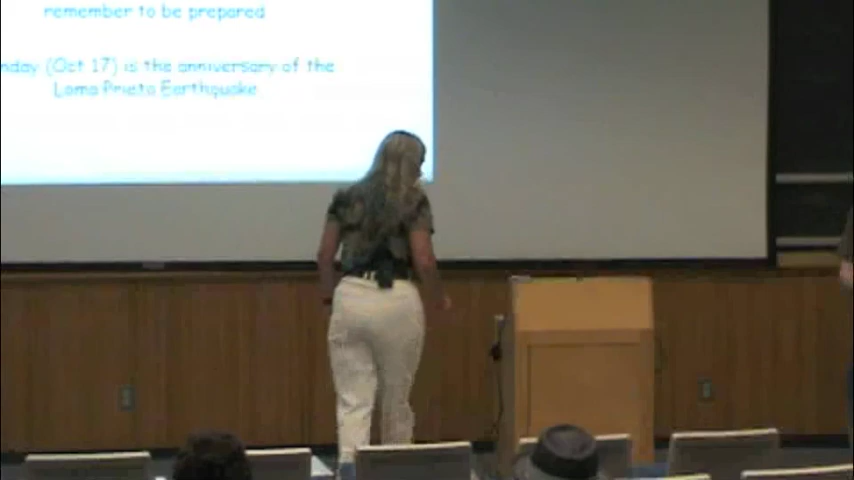 remember to be prepared
nday (Oct 17) is the anniversary of the
Loma Prieta Earthquake